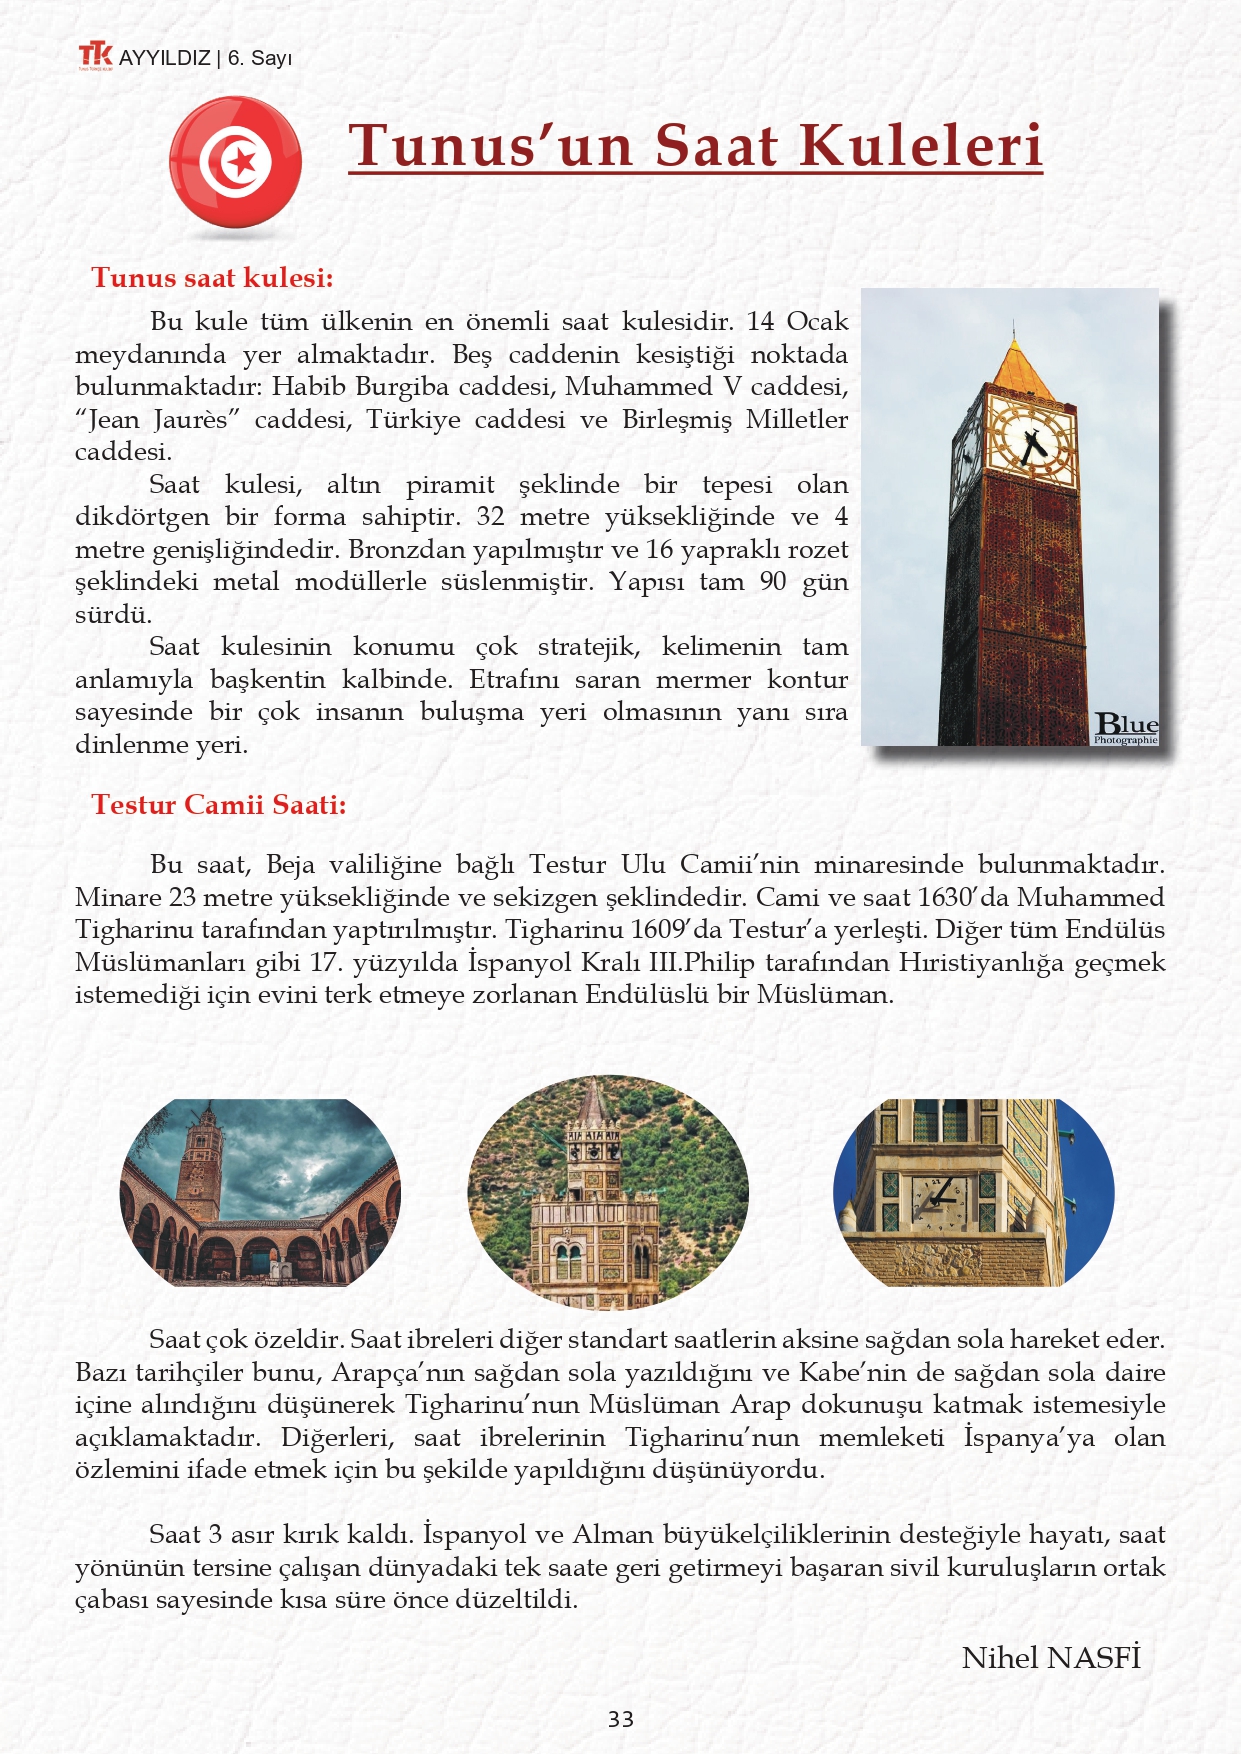 TTK AYYILDIZ | 6. Sayı
Tunus’un Saat Kuleleri
Tunus saat kulesi:
Bu kule tüm ülkenin en önemli saat kulesidir. 14 Ocak
meydanında yer almaktadır. Beş caddenin kesiştiği noktada
bulunmaktadır: Habib Burgiba caddesi, Muhammed V caddesi,
“Jean Jaurès” caddesi, Türkiye caddesi ve Birleşmiş Milletler
caddesi.
Saat kulesi, altın piramit şeklinde bir tepesi olan
dikdörtgen bir forma sahiptir. 32 metre yüksekliğinde ve 4
metre genişliğindedir. Bronzdan yapılmıştır ve 16 yapraklı rozet
şeklindeki metal modüllerle süslenmiştir. Yapısı tam 90 gün
sürdü.
Saat kulesinin konumu çok stratejik, kelimenin tam
anlamıyla başkentin kalbinde. Etrafını saran mermer kontur
sayesinde bir çok insanın buluşma yeri olmasının yanı sıra
dinlenme yeri.
Blue
Photographie
Testur Camii Saati:
Bu saat, Beja valiliğine bağlı Testur Ulu Camii’nin minaresinde bulunmaktadır.
Minare 23 metre yüksekliğinde ve sekizgen şeklindedir. Cami ve saat 1630’da Muhammed
Tigharinu tarafından yaptırılmıştır. Tigharinu 1609’da Testur’a yerleşti. Diğer tüm Endülüs
Müslümanları gibi 17. yüzyılda İspanyol Kralı III.Philip tarafından Hıristiyanlığa geçmek
istemediği için evini terk etmeye zorlanan Endülüslü bir Müslüman.
Saat çok özeldir. Saat ibreleri diğer standart saatlerin aksine sağdan sola hareket eder.
Bazı tarihçiler bunu, Arapça’nın sağdan sola yazıldığını ve Kabe’nin de sağdan sola daire
içine alındığını düşünerek Tigharinu’nun Müslüman Arap dokunuşu katmak istemesiyle
açıklamaktadır. Diğerleri, saat ibrelerinin Tigharinu’nun memleketi İspanya’ya olan
özlemini ifade etmek için bu şekilde yapıldığını düşünüyordu.
Saat 3 asır kırık kaldı. İspanyol ve Alman büyükelçiliklerinin desteğiyle hayatı, saat
yönünün tersine çalışan dünyadaki tek saate geri getirmeyi başaran sivil kuruluşların ortak
çabası sayesinde kısa süre önce düzeltildi.
Nihel NASFİ
33